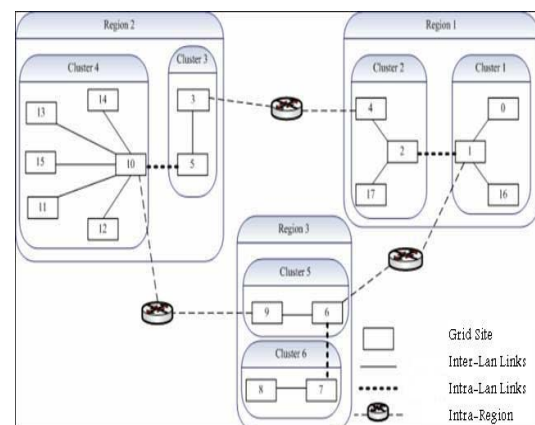 Region 2
Region 1
Cluster 4
Cluster 3
Cluster 2
Cluster 1
13
14
3
4
0
15
10
5
2
1
11
12
17
16
Region 3
Cluster 5
9
6
Cluster 6
8
7
Grid Site
Inter-Lan Links
Intra-Lan Links
Intra-Region